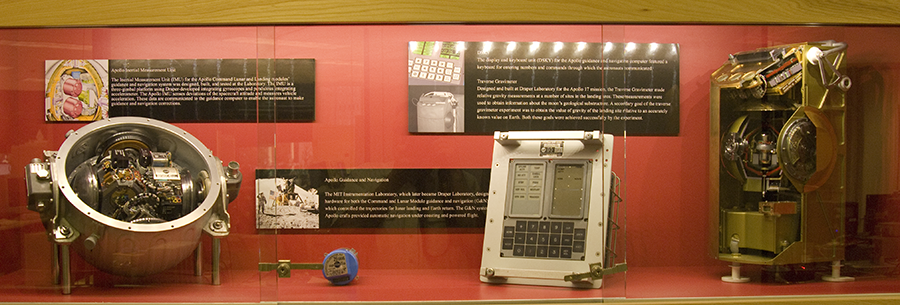 Apollo Inertial Measurement Unit
The Inertial Measurement Unit (IMU) for the Apollo Command Lunar and Landing modules'
guidance and navigation system was designed, built, and tested at the Laboratory. The IMU is a
three-gimbal platform using Draper-developed integrating gyroscopes and pendulous integrating
accelerometers. The Apollo IMU senses deviations of the spacecraft's attitude and measures vehicle
acceleration. These data are communicated to the guidance computer to enable the astronaut to make
guidance and navigation corrections.
The display and keyboard unit (DSKY) for the Apollo guidance and navigation computer featured a
keyboard for entering numbers and commands through which the astronauts communicated
Traverse Gravimeter
Designed and built at Draper Laboratory for the Apollo 17 mission, the Traverse Gravimeter made
relative gravity measurements at a number of sites in the landing area. These measurements were
used to obtain information about the moon's geological substructure. A secondary goal of the traverse
gravimeter experiment was to obtain the value of gravity of the landing site relative to an accurately
known value on Earth. Both these goals were achieved successfully by the experiment.
Apollo Guidance and Navigation
The MIT Instrumentation Laboratory, which later became Draper Laboratory, desig
hardware for both the Command and Lunar Module guidance and navigation (G&N)
which controlled the trajectories for lunar landing and Earth return. The G&N syste
Apollo crafts provided automatic navigation under coasting and powered flight.